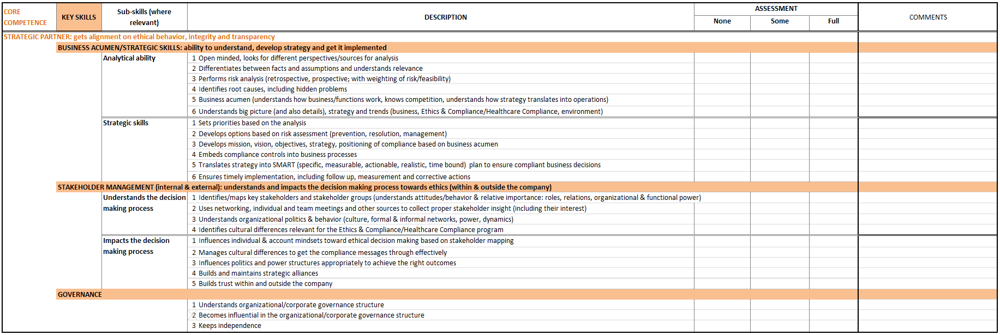 CORE COMPETENCE KEY SKILLS Sub-skills (where relevant) DESCRIPTION ASSESSMENT COMMENTS
None Some Full
STRATEGIC PARTNER: gets alignment on ethical behavior, integrity and transparency
BUSINESS ACUMEN/STRATEGIC SKILLS: ability to understand, develop strategy and get it implemented
Analytical ability 1 Open minded, looks for different perspectives/sources for analysis
2 Differentiates between facts and assumptions and understands relevance
3 Performs risk analysis (retrospective, prospective; with weighting of risk/feasibility)
4 Identifies root causes, including hidden problems
5 Business acumen (understands how business/functions work, knows competition, understands how strategy translates into operations)
6 Understands big picture (and also details), strategy and trends (business, Ethics & Compliance/Healthcare Compliance, environment)
Strategic skills 1 Sets priorities based on the analysis
2 Develops options based on risk assessment (prevention, resolution, management)
3 Develops mission, vision, objectives, strategy, positioning of compliance based on business acumen
4 Embeds compliance controls into business processes
5 Translates strategy into SMART (specific, measurable, actionable, realistic, time bound) plan to ensure compliant business decisions
6 Ensures timely implementation, including follow up, measurement and corrective actions
STAKEHOLDER MANAGEMENT (internal & external): understands and impacts the decision making process towards ethics (within & outside the company)
Understands the decision 1 Identifies/maps key stakeholders and stakeholder groups (understands attitudes/behavior & relative importance: roles, relations, organizational & functional power)
making process 2 Uses networking, individual and team meetings and other sources to collect proper stakeholder insight (including their interest)
3 Understands organizational politics & behavior (culture, formal & informal networks, power, dynamics)
4 Identifies cultural differences relevant for the Ethics & Compliance/Healthcare Compliance program
Impacts the decision 1 Influences individual & account mindsets toward ethical decision making based on stakeholder mapping
making process 2 Manages cultural differences to get the compliance messages through effectively
3 Influences politics and power structures appropriately to achieve the right outcomes
4 Builds and maintains strategic alliances
5 Builds trust within and outside the company
GOVERNANCE
1 Understands organizational/corporate governance structure
2 Becomes influential in the organizational/corporate governance structure
3 Keeps independence